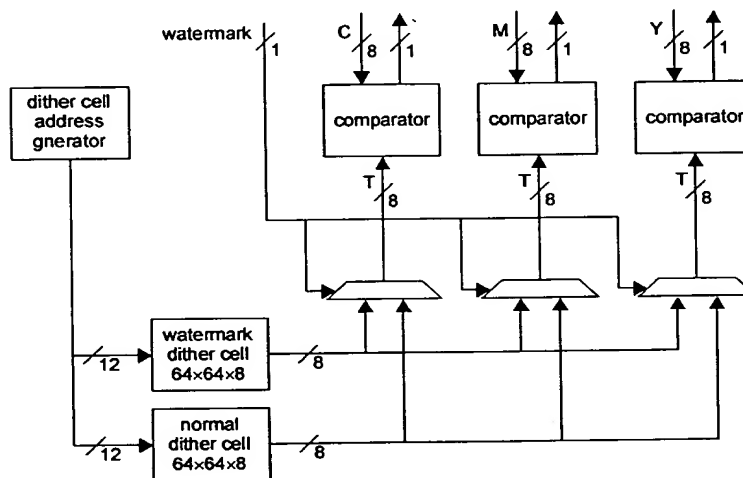 watermark 1 C 8 1 M 8 1 Y 8 1
dither cell
address
gnerator
comparator comparator comparator
T 8 T 8 T 8
watermark
dither cell
64×64×8
12 8
normal
dither cell
64×64×8
12 8